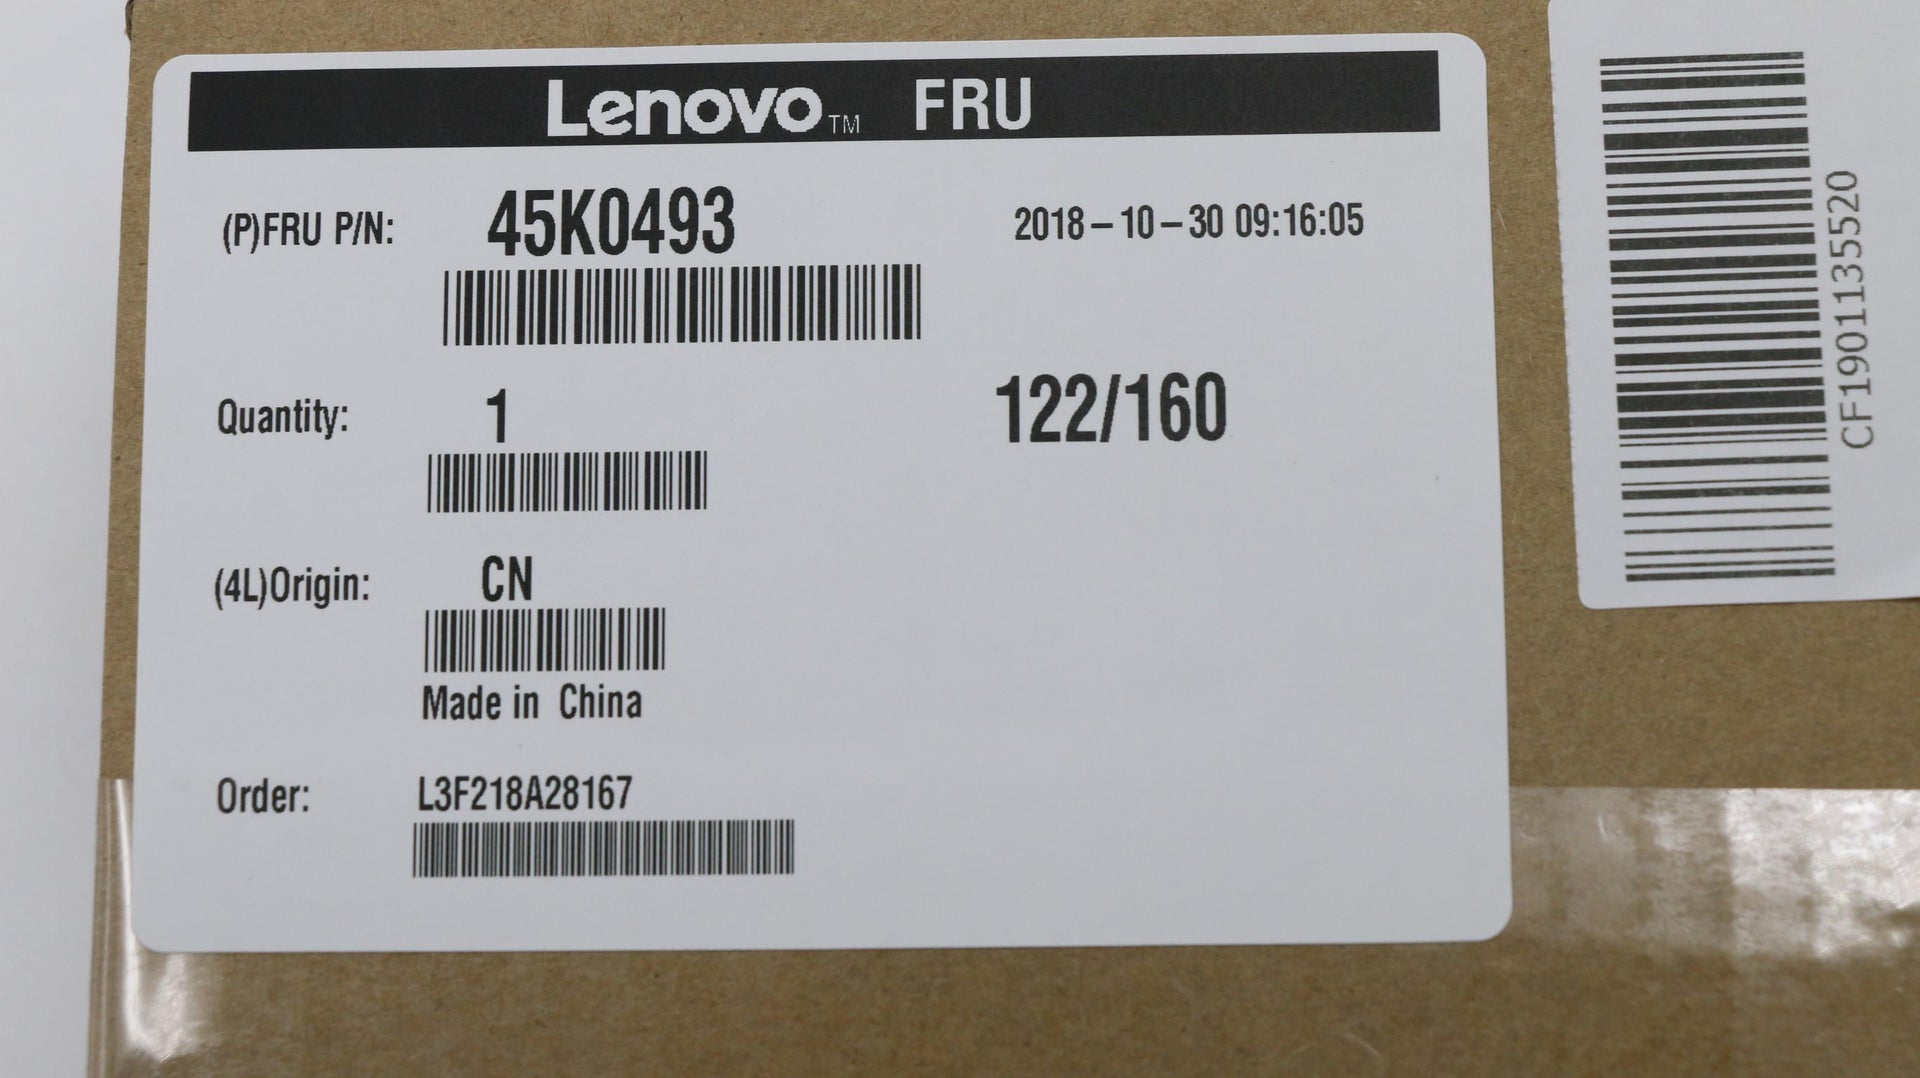 Lenovo™ FRU
(P)FRU P/N: 45K0493 2018-10-30 09:16:05
Quantity: 1 122/160
(4L)Origin: CN
Made in China
Order: L3F218A28167
CF1901135520